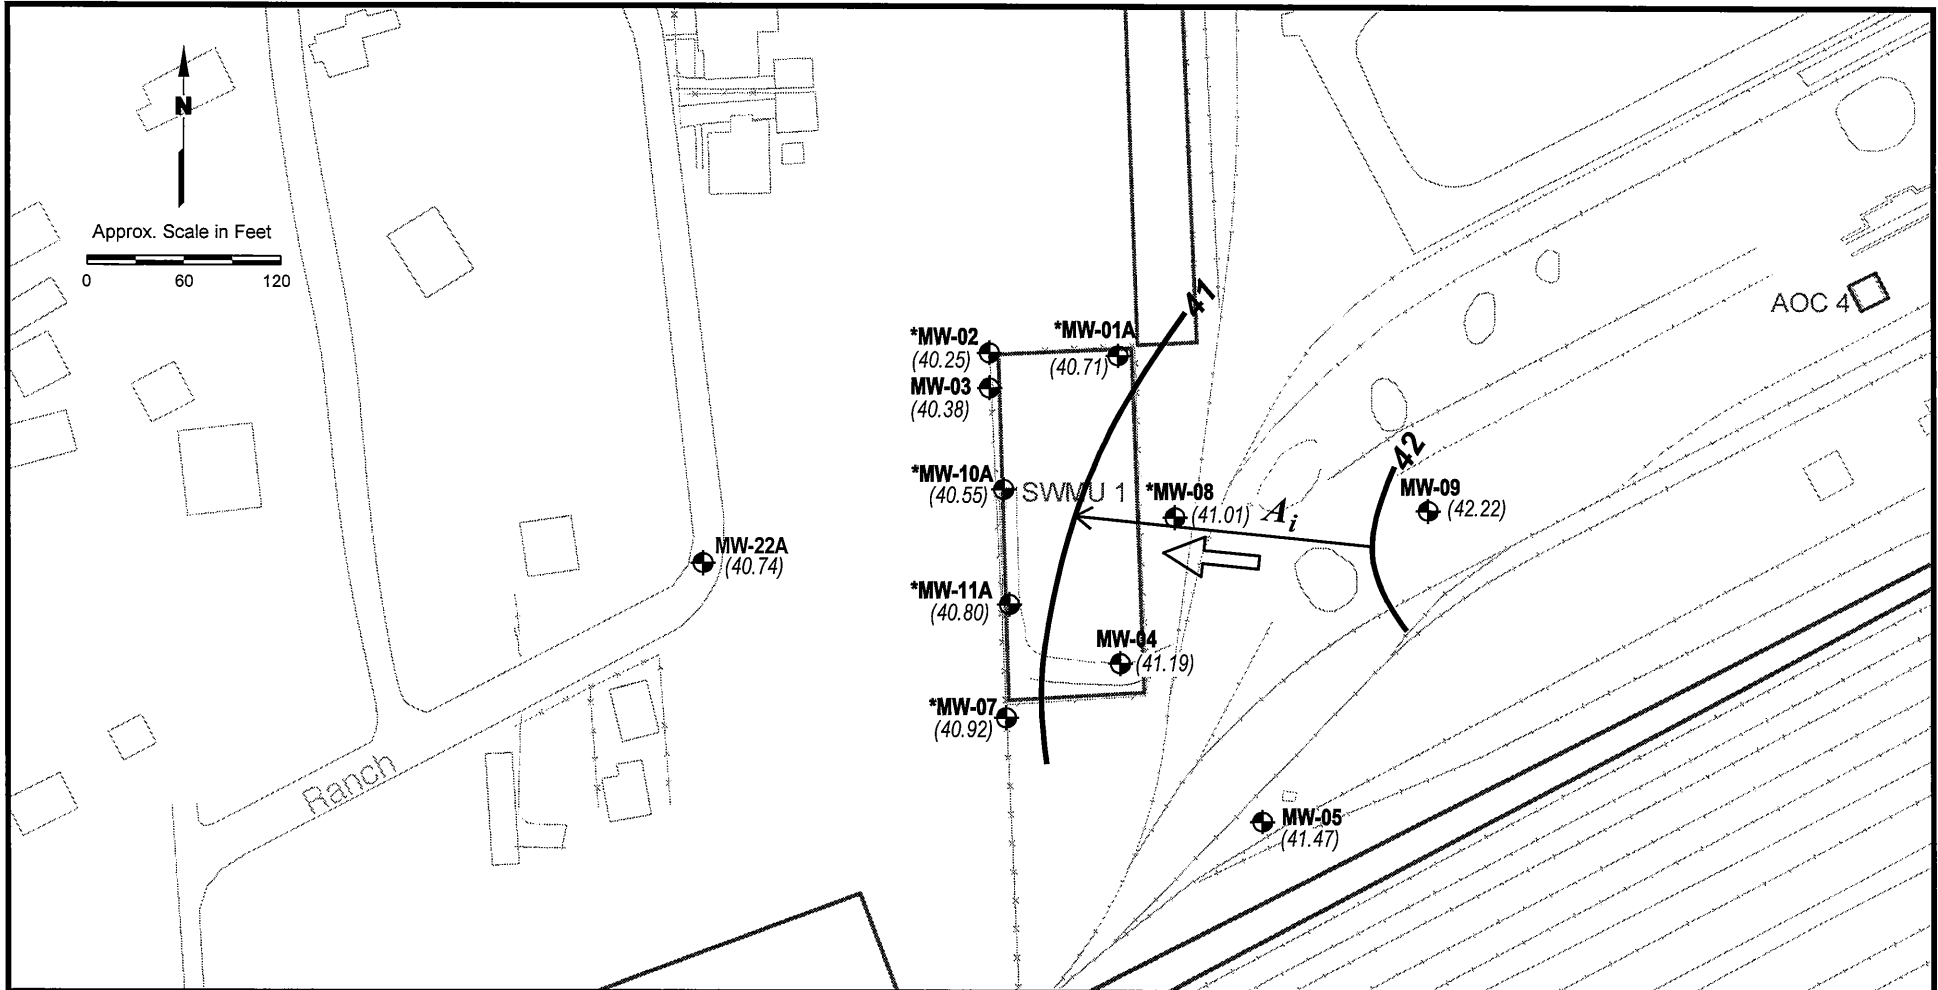 N
Approx. Scale in Feet
0 60 120
41
AOC 4
*MW-02
(40.25)
*MW-01A
(40.71)
MW-03
(40.38)
42
*MW-10A
(40.55)
SWMU 1
*MW-08
(41.01)
A_i
MW-09
(42.22)
MW-22A
(40.74)
*MW-11A
(40.80)
MW-04
(41.19)
*MW-07
(40.92)
Ranch
MW-05
(41.47)